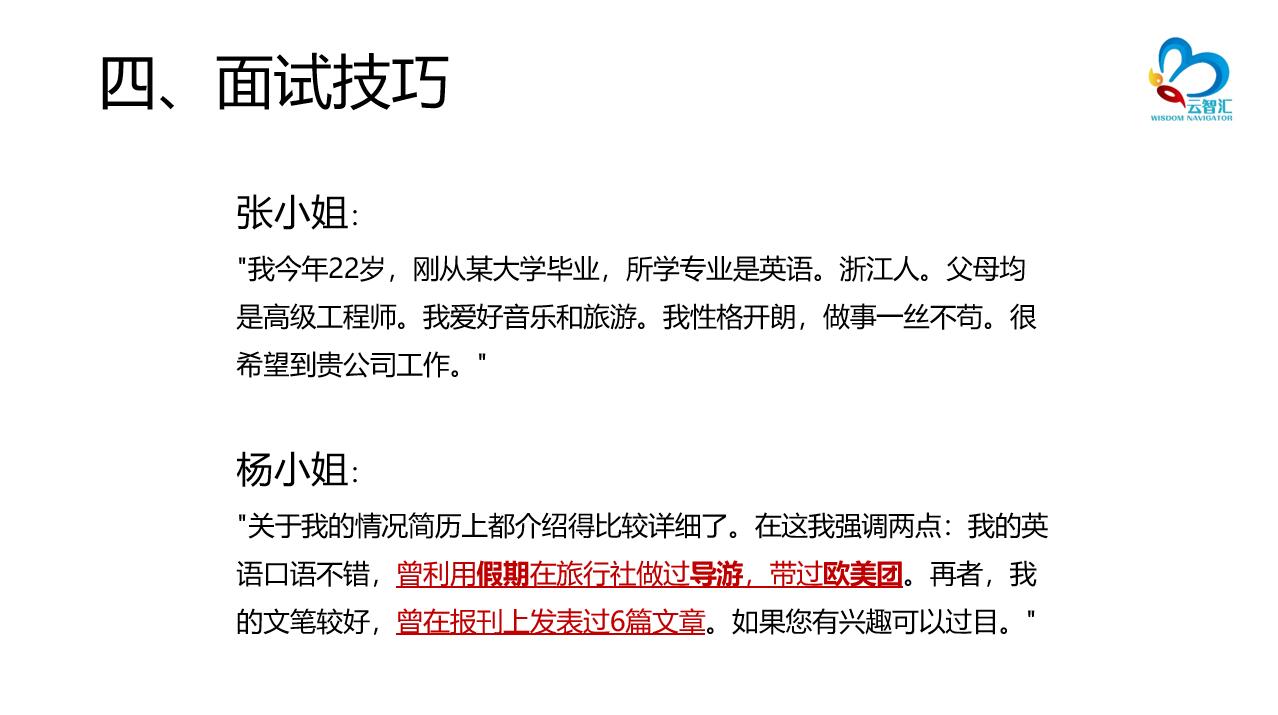 四、面试技巧
云智汇
WISDOM NAVIGATOR
张小姐：
"我今年22岁，刚从某大学毕业，所学专业是英语。浙江人。父母均
是高级工程师。我爱好音乐和旅游。我性格开朗，做事一丝不苟。很
希望到贵公司工作。"
杨小姐：
"关于我的情况简历上都介绍得比较详细了。在这我强调两点：我的英
语口语不错，曾利用假期在旅行社做过导游，带过欧美团。再者，我
的文笔较好，曾在报刊上发表过6篇文章。如果您有兴趣可以过目。"